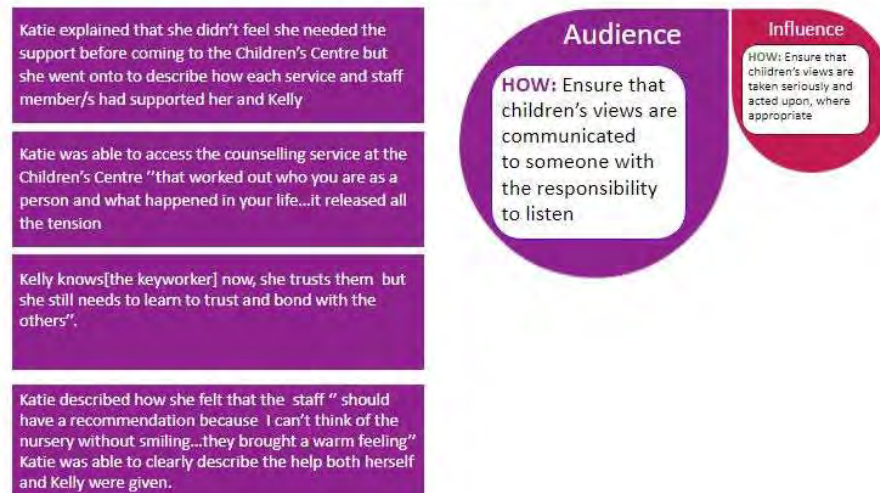 Katie explained that she didn't feel she needed the
support before coming to the Children's Centre but
she went onto to describe how each service and staff
member/s had supported her and Kelly
Katie was able to access the counselling service at the
Children's Centre "that worked out who you are as a
person and what happened in your life...it released all
the tension
Kelly knows[the keyworker] now, she trusts them but
she still needs to learn to trust and bond with the
others".
Katie described how she felt that the staff " should
have a recommendation because I can't think of the
nursery without smiling...they brought a warm feeling"
Katie was able to clearly describe the help both herself
and Kelly were given.
Audience
HOW: Ensure that
children's views are
communicated
to someone with
the responsibility
to listen
Influence
HOW: Ensure that
children's views are
taken seriously and
acted upon, where
appropriate